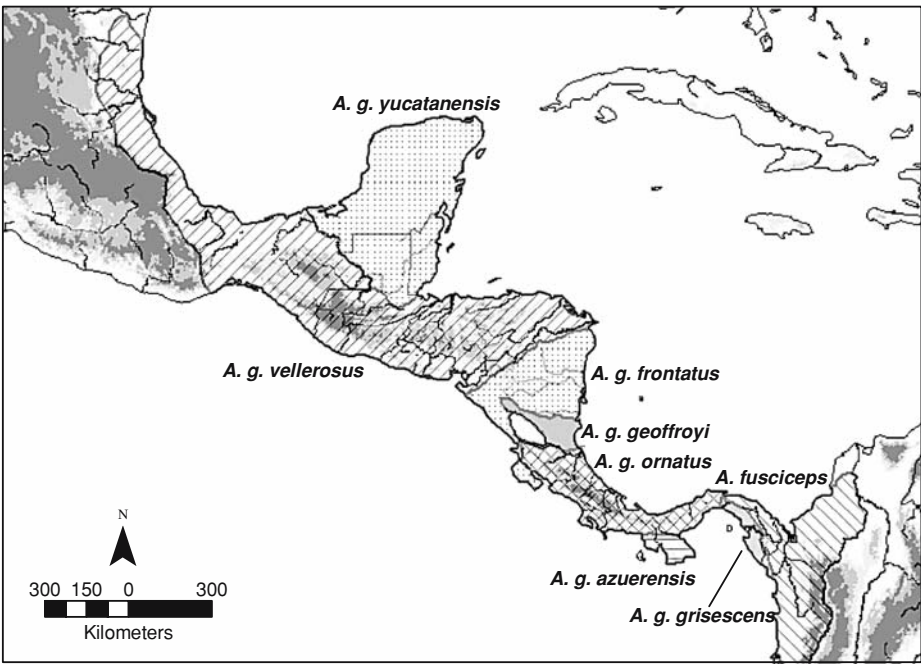 A. g. yucatanensis
A. g. vellerosus
A. g. frontatus
A. g. geoffroyi
A. g. ornatus
A. fusciceps
D
A. g. azuerensis
A. g. grisescens
N
300 150 0 300
Kilometers